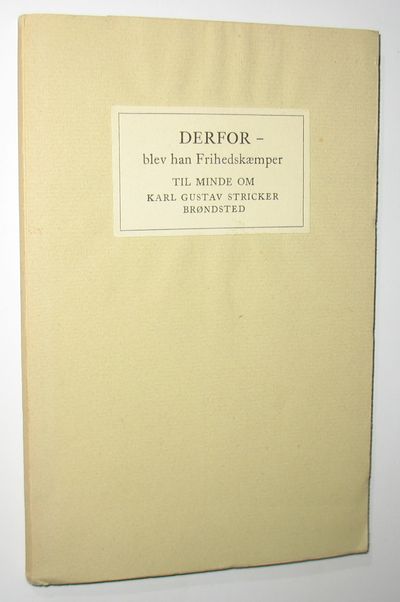 DERFOR –
blev han Frihedskæmper
TIL MINDE OM
KARL GUSTAV STRICKER
BRØNDSTED